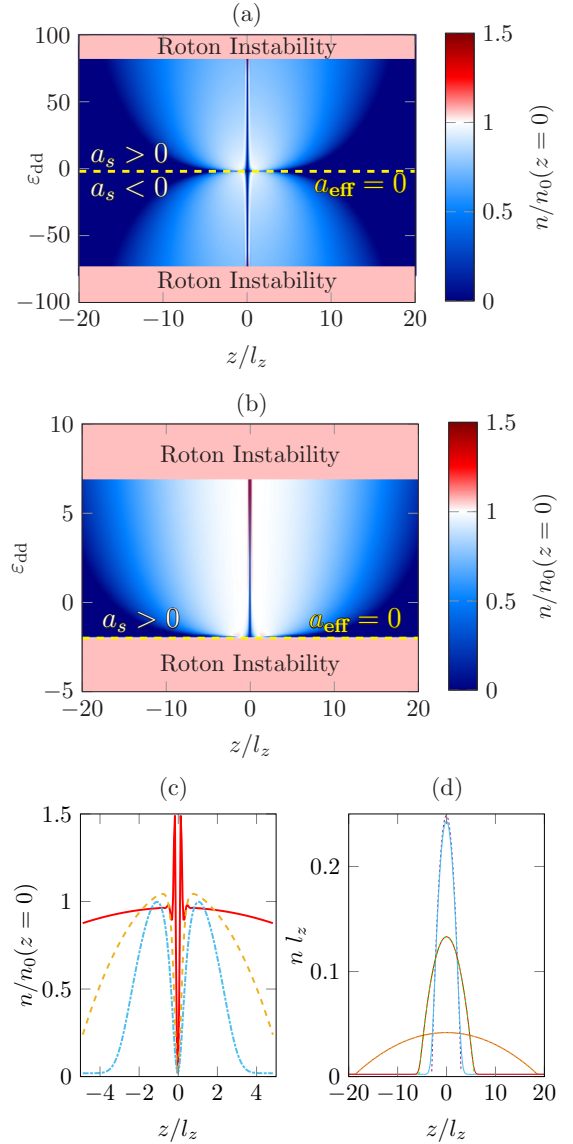 (a)
Roton Instability
a_s > 0
a_s < 0
a_eff = 0
Roton Instability
100
50
0
−50
−100
ε_dd
−20
−10
0
10
20
z/l_z
1.5
1
0.5
0
n/n_0(z = 0)
(b)
Roton Instability
a_s > 0
a_eff = 0
Roton Instability
10
5
0
−5
ε_dd
−20
−10
0
10
20
z/l_z
1.5
1
0.5
0
n/n_0(z = 0)
(c)
1.5
1
0.5
0
n/n_0(z = 0)
−4
−2
0
2
4
z/l_z
(d)
0.2
0.1
0
n l_z
−20
−10
0
10
20
z/l_z